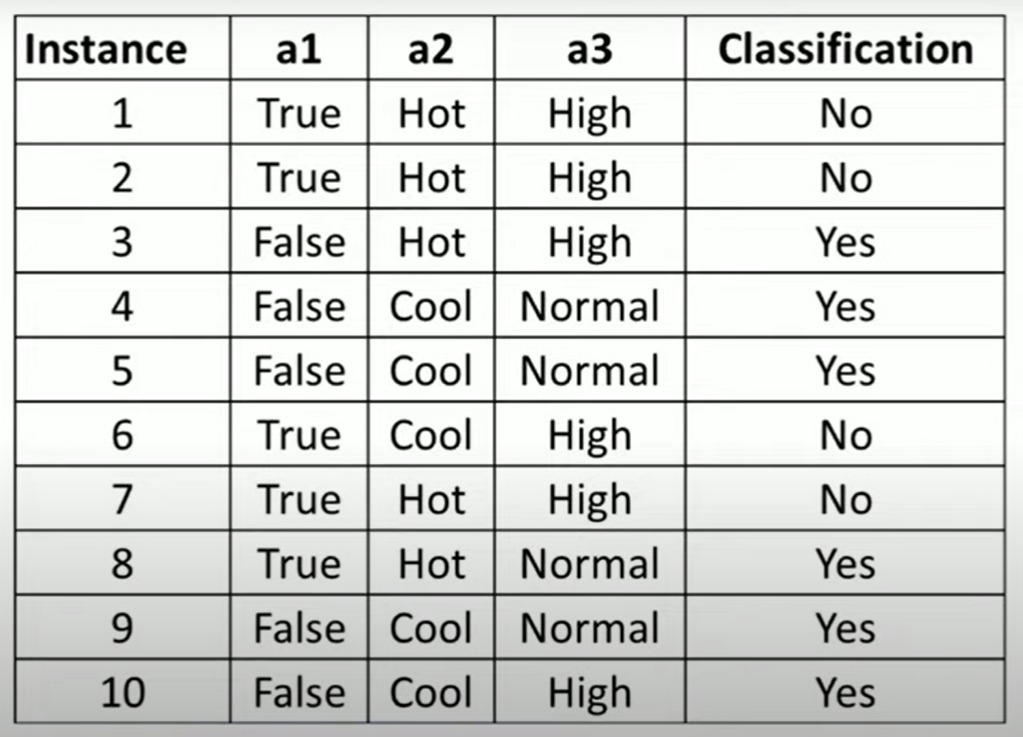 Instance a1 a2 a3 Classification
1 True Hot High No
2 True Hot High No
3 False Hot High Yes
4 False Cool Normal Yes
5 False Cool Normal Yes
6 True Cool High No
7 True Hot High No
8 True Hot Normal Yes
9 False Cool Normal Yes
10 False Cool High Yes